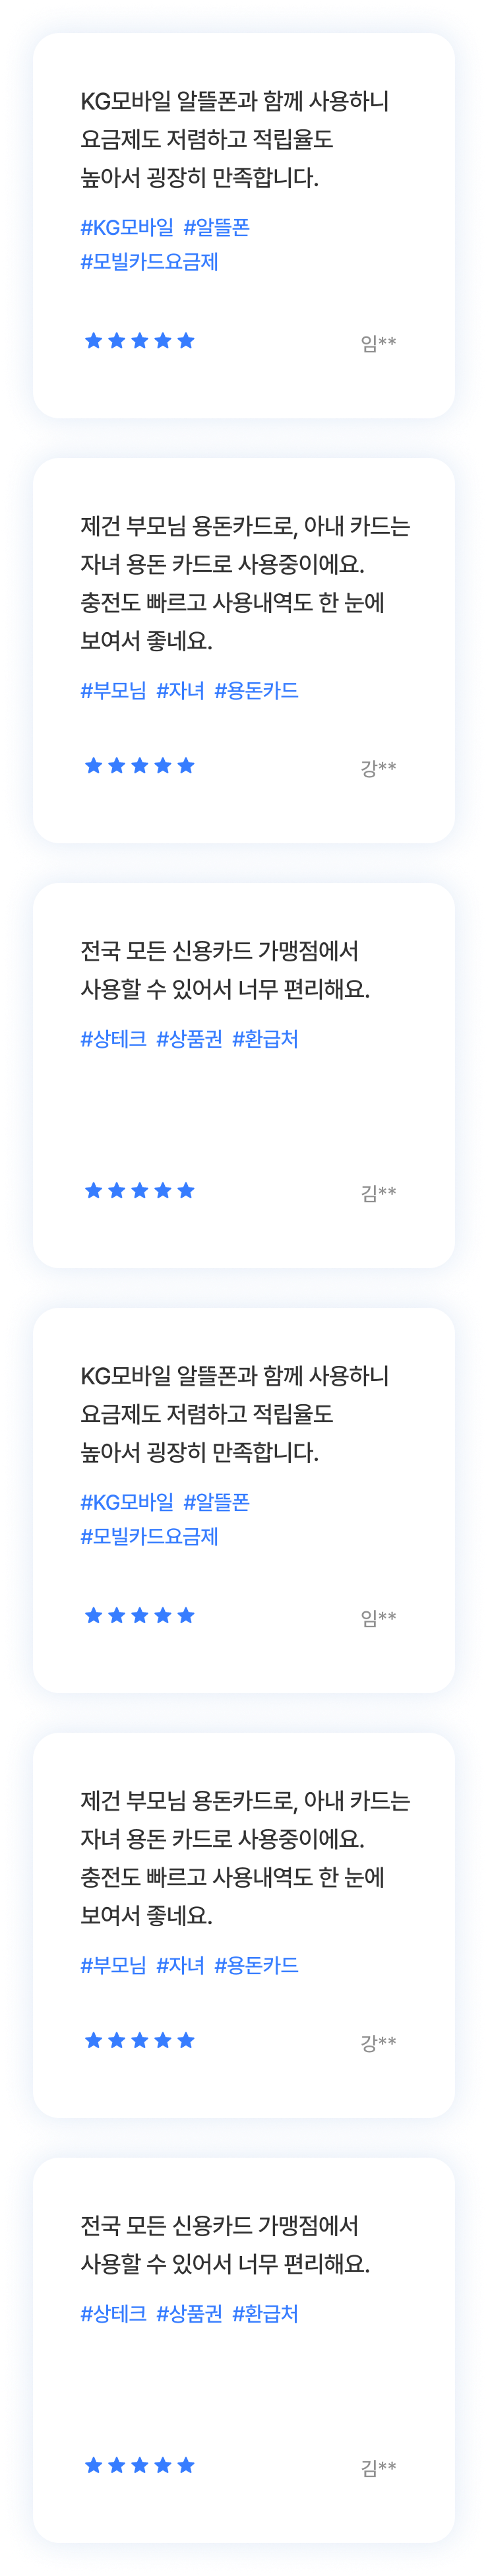 KG모바일 알뜰폰과 함께 사용하니
요금제도 저렴하고 적립율도
높아서 굉장히 만족합니다.
#KG모바일 #알뜰폰
#모빌카드요금제
임**
제건 부모님 용돈카드로, 아내 카드는
자녀 용돈 카드로 사용중이에요.
충전도 빠르고 사용내역도 한 눈에
보여서 좋네요.
#부모님 #자녀 #용돈카드
강**
전국 모든 신용카드 가맹점에서
사용할 수 있어서 너무 편리해요.
#상테크 #상품권 #환급처
김**
KG모바일 알뜰폰과 함께 사용하니
요금제도 저렴하고 적립율도
높아서 굉장히 만족합니다.
#KG모바일 #알뜰폰
#모빌카드요금제
임**
제건 부모님 용돈카드로, 아내 카드는
자녀 용돈 카드로 사용중이에요.
충전도 빠르고 사용내역도 한 눈에
보여서 좋네요.
#부모님 #자녀 #용돈카드
강**
전국 모든 신용카드 가맹점에서
사용할 수 있어서 너무 편리해요.
#상테크 #상품권 #환급처
김**